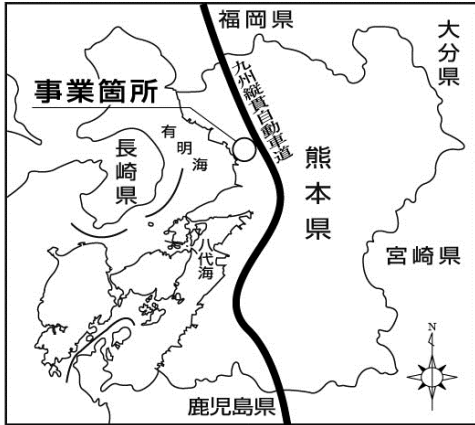 福岡県
大分県
九州縦貫自動車道
事業箇所
有明海
長崎県
熊本県
八代海
宮崎県
N
鹿児島県